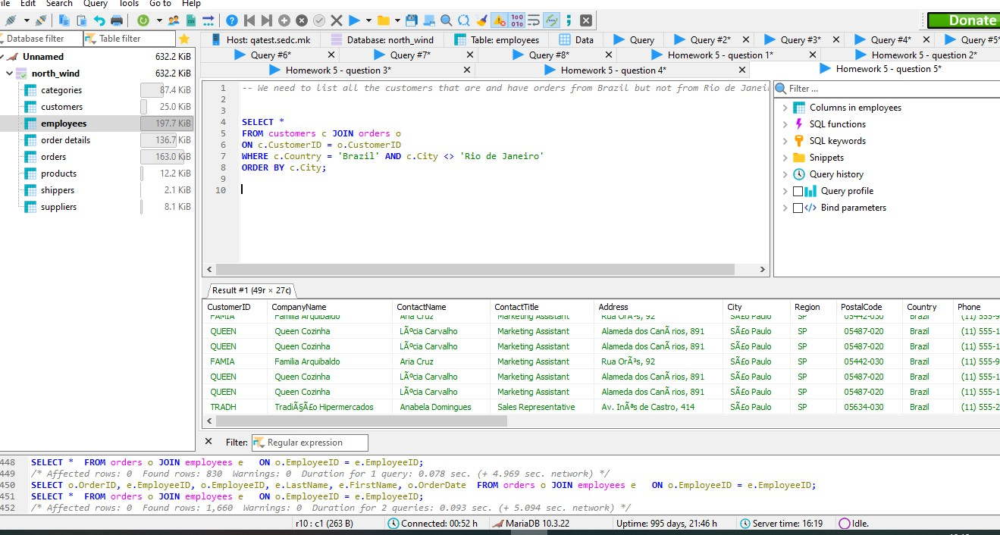 File Edit Search Query Tools Go to Help
Donate
Database filter Table filter
Host: qatest.sedc.mk Database: north_wind Table: employees Data Query Query #2* Query #3* Query #4* Query #5*
Query #6* Query #7* Query #8* Homework 5 - question 1* Homework 5 - question 2*
Homework 5 - question 3* Homework 5 - question 4* Homework 5 - question 5*
Unnamed 632.2 KiB
north_wind 632.2 KiB
categories 87.4 KiB
customers 25.0 KiB
employees 197.7 KiB
order details 136.7 KiB
orders 163.0 KiB
products 12.2 KiB
shippers 2.1 KiB
suppliers 8.1 KiB
1 -- We need to list all the customers that are and have orders from Brazil but not from Rio de Janei
2
3
4 SELECT *
5 FROM customers c JOIN orders o
6 ON c.CustomerID = o.CustomerID
7 WHERE c.Country = 'Brazil' AND c.City <> 'Rio de Janeiro'
8 ORDER BY c.City;
9
10
Filter ...
Columns in employees
SQL functions
SQL keywords
Snippets
Query history
Query profile
Bind parameters
Result #1 (49r × 27c)
CustomerID CompanyName ContactName ContactTitle Address City Region PostalCode Country Phone
FAMIA Familia Arquibaldo Aria Cruz Marketing Assistant Rua OrÃ³s, 92 SÃ£o Paulo SP 05442-030 Brazil (11) 555-9
QUEEN Queen Cozinha LÃºcia Carvalho Marketing Assistant Alameda dos CanÃ rios, 891 SÃ£o Paulo SP 05487-020 Brazil (11) 555-1
QUEEN Queen Cozinha LÃºcia Carvalho Marketing Assistant Alameda dos CanÃ rios, 891 SÃ£o Paulo SP 05487-020 Brazil (11) 555-1
FAMIA Familia Arquibaldo Aria Cruz Marketing Assistant Rua OrÃ³s, 92 SÃ£o Paulo SP 05442-030 Brazil (11) 555-9
QUEEN Queen Cozinha LÃºcia Carvalho Marketing Assistant Alameda dos CanÃ rios, 891 SÃ£o Paulo SP 05487-020 Brazil (11) 555-1
QUEEN Queen Cozinha LÃºcia Carvalho Marketing Assistant Alameda dos CanÃ rios, 891 SÃ£o Paulo SP 05487-020 Brazil (11) 555-1
TRADH TradiÃ§Ã£o Hipermercados Anabela Domingues Sales Representative Av. InÃªs de Castro, 414 SÃ£o Paulo SP 05634-030 Brazil (11) 555-2
Filter: Regular expression
448 SELECT * FROM orders o JOIN employees e ON o.EmployeeID = e.EmployeeID;
449 /* Affected rows: 0 Found rows: 830 Warnings: 0 Duration for 1 query: 0.078 sec. (+ 4.969 sec. network) */
450 SELECT o.OrderID, e.EmployeeID, o.EmployeeID, e.LastName, e.FirstName, o.OrderDate FROM orders o JOIN employees e ON o.EmployeeID = e.EmployeeID;
451 SELECT * FROM orders o JOIN employees e ON o.EmployeeID = e.EmployeeID;
452 /* Affected rows: 0 Found rows: 1,660 Warnings: 0 Duration for 2 queries: 0.093 sec. (+ 5.094 sec. network) */
r10 : c1 (263 B) Connected: 00:52 h MariaDB 10.3.22 Uptime: 995 days, 21:46 h Server time: 16:19 Idle.